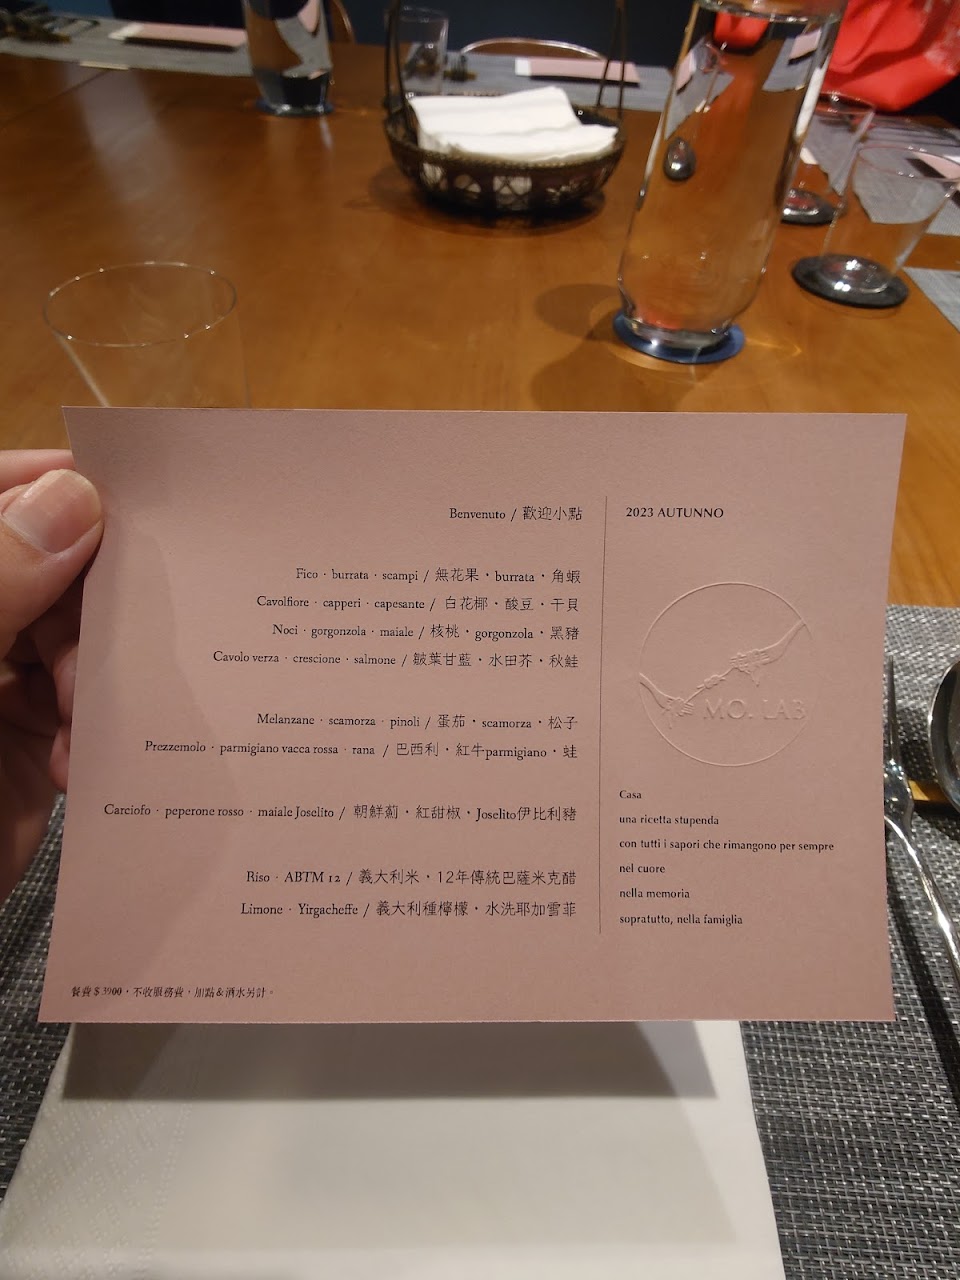 Benvenuto / 歡迎小點
Fico · burrata · scampi / 無花果・burrata・角蝦
Cavolfiore · capperi · capesante / 白花椰・酸豆・干貝
Noci · gorgonzola · maiale / 核桃・gorgonzola・黑豬
Cavolo verza · crescione · salmone / 皺葉甘藍・水田芥・秋鮭
Melanzane · scamorza · pinoli / 蛋茄・scamorza・松子
Prezzemolo · parmigiano vacca rossa · rana / 巴西利・紅牛parmigiano・蛙
Carciofo · peperone rosso · maiale Joselito / 朝鮮薊・紅甜椒・Joselito伊比利豬
Riso · ABTM 12 / 義大利米・12年傳統巴薩米克醋
Limone · Yirgacheffe / 義大利種檸檬・水洗耶加雪菲
餐費$3900，不收服務費，加點&酒水另計。
2023 AUTUNNO
MO. LAB
Casa
una ricetta stupenda
con tutti i sapori che rimangono per sempre
nel cuore
nella memoria
sopratutto, nella famiglia